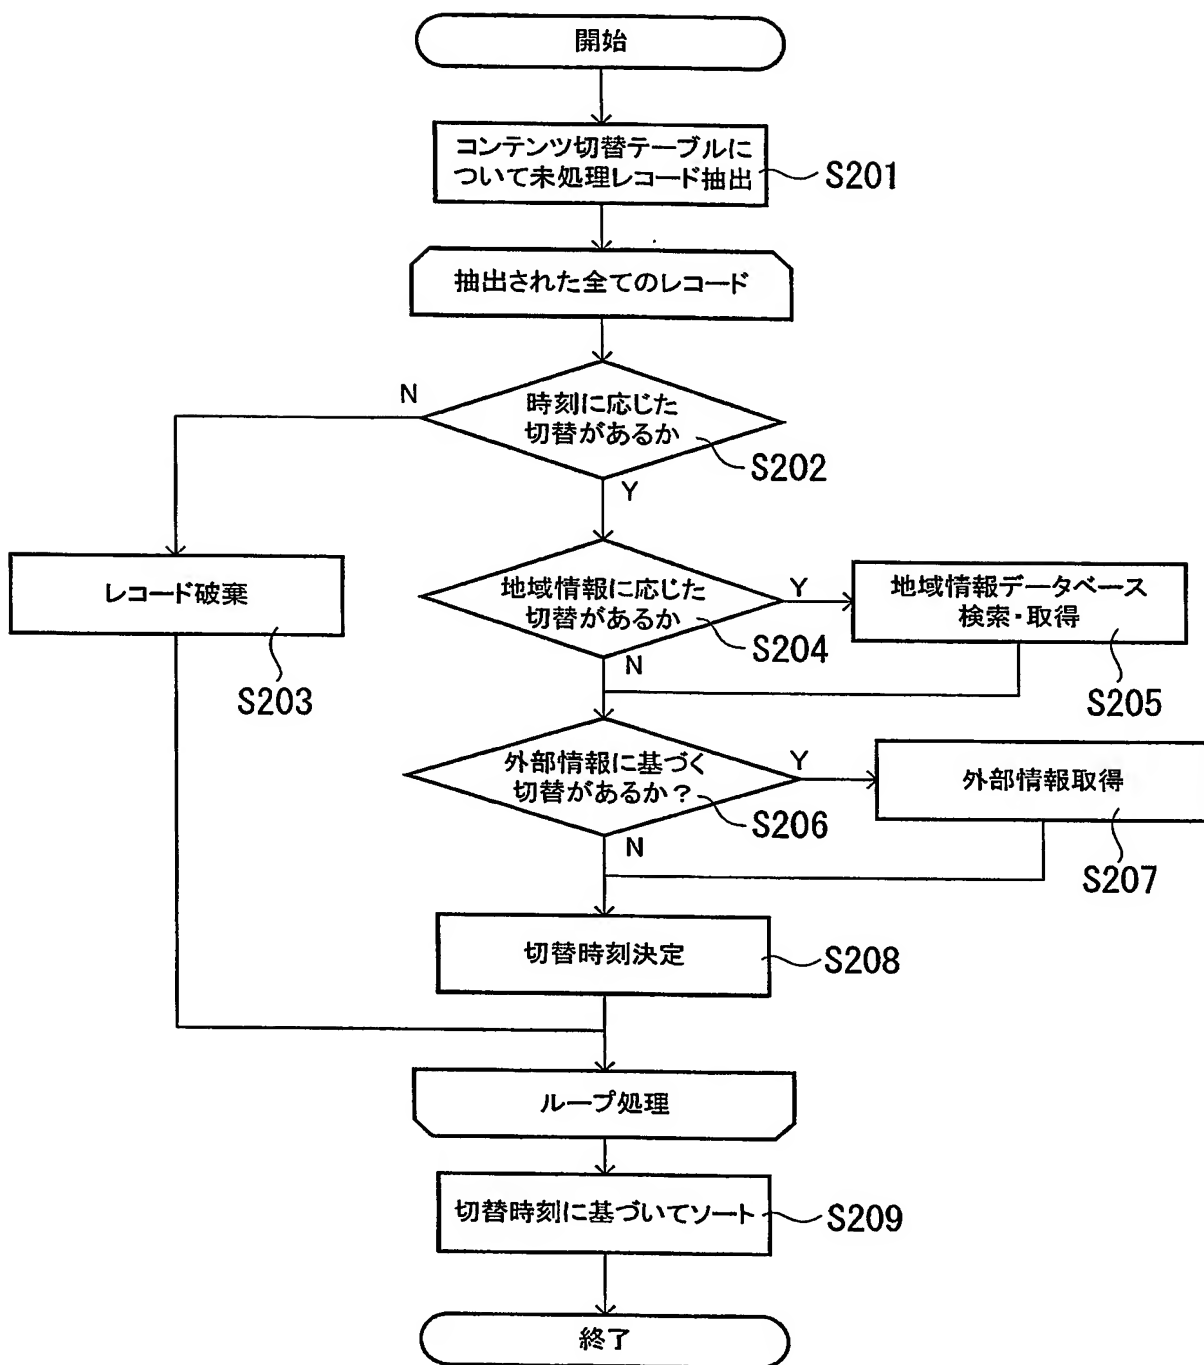 開始
コンテンツ切替テーブルに
ついて未処理レコード抽出
S201
抽出された全てのレコード
N
時刻に応じた
切替があるか
S202
Y
レコード破棄
S203
地域情報に応じた
切替があるか
S204
Y
N
地域情報データベース
検索・取得
S205
外部情報に基づく
切替があるか?
S206
Y
N
外部情報取得
S207
切替時刻決定
S208
ループ処理
切替時刻に基づいてソート
S209
終了